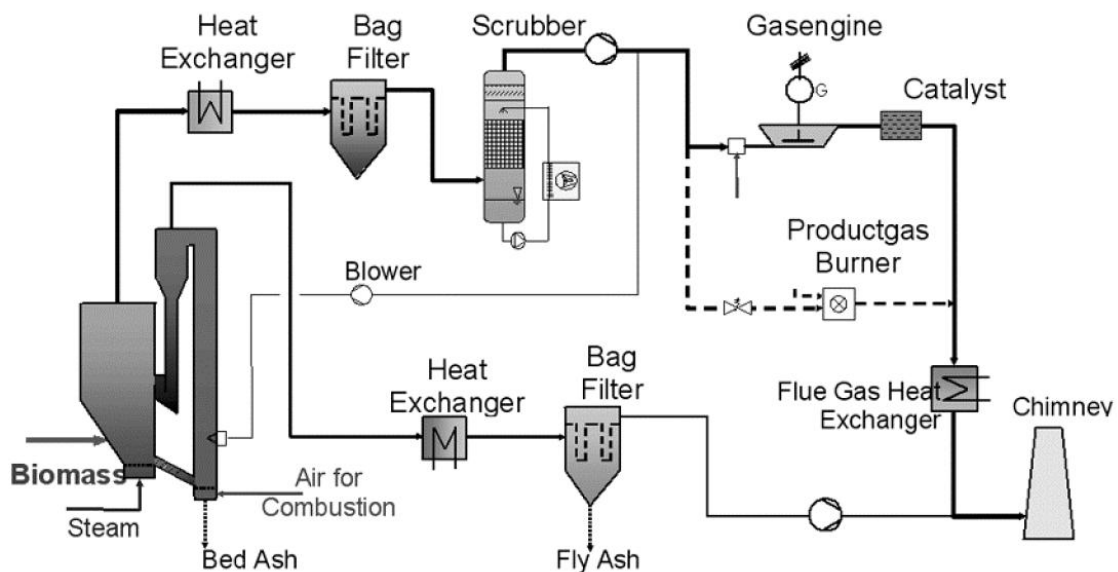 Heat
Exchanger
Bag
Filter
Scrubber
Gasengine
G
Catalyst
Productgas
Burner
Blower
Heat
Exchanger
Bag
Filter
Flue Gas Heat
Exchanger
Chimney
Biomass
Steam
Air for
Combustion
Bed Ash
Fly Ash